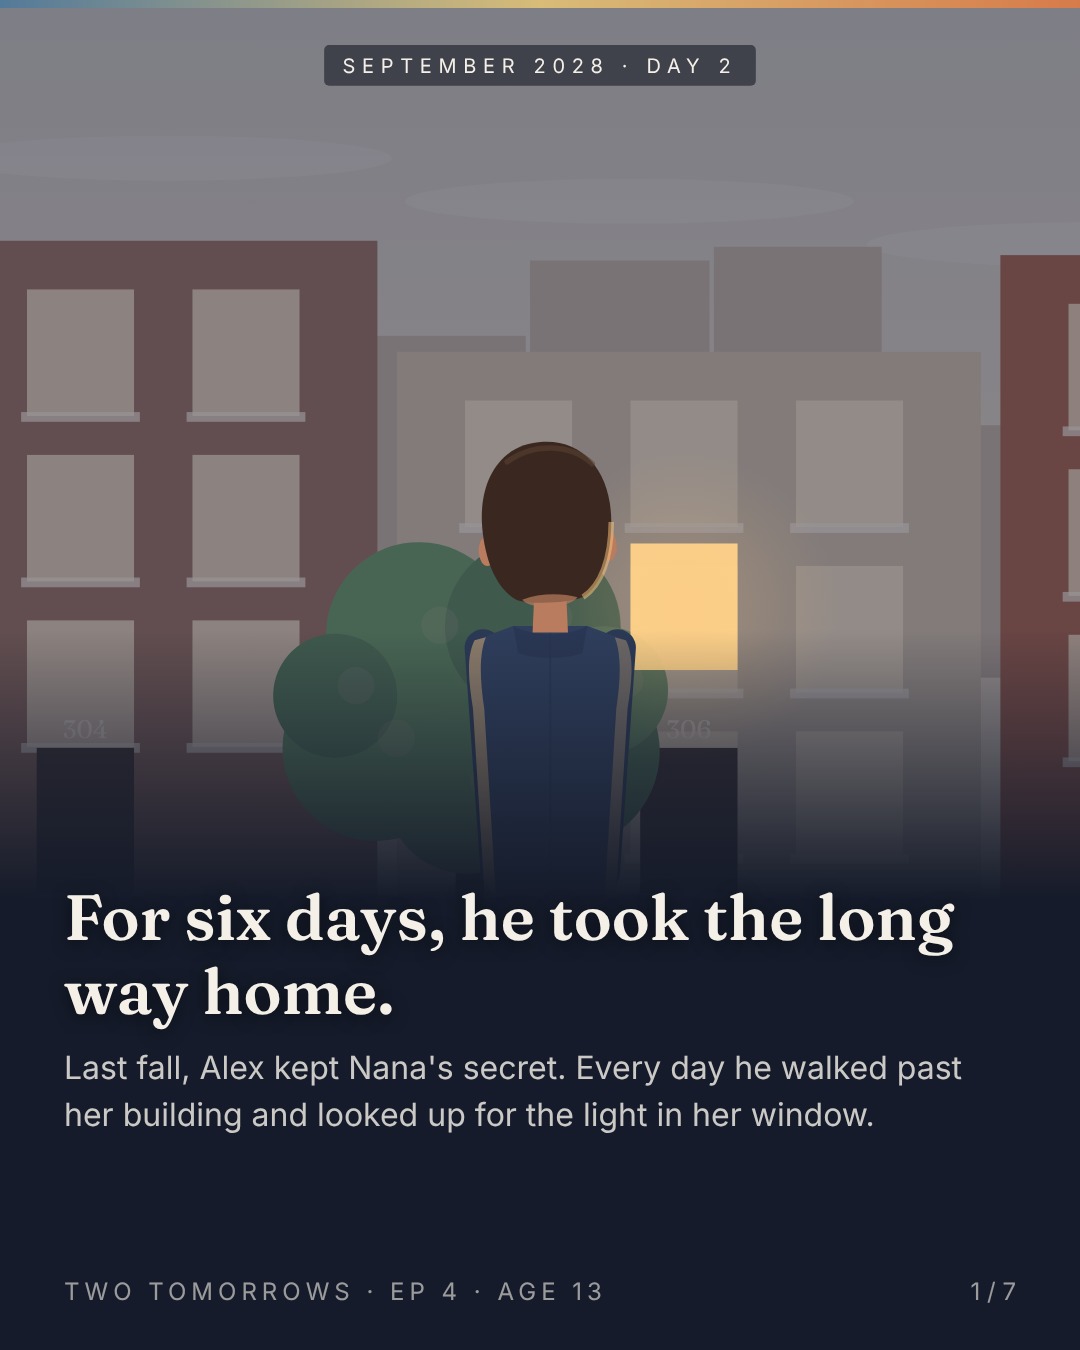 SEPTEMBER 2028 · DAY 2
304
306
For six days, he took the long
way home.
Last fall, Alex kept Nana's secret. Every day he walked past
her building and looked up for the light in her window.
TWO TOMORROWS · EP 4 · AGE 13
1/7